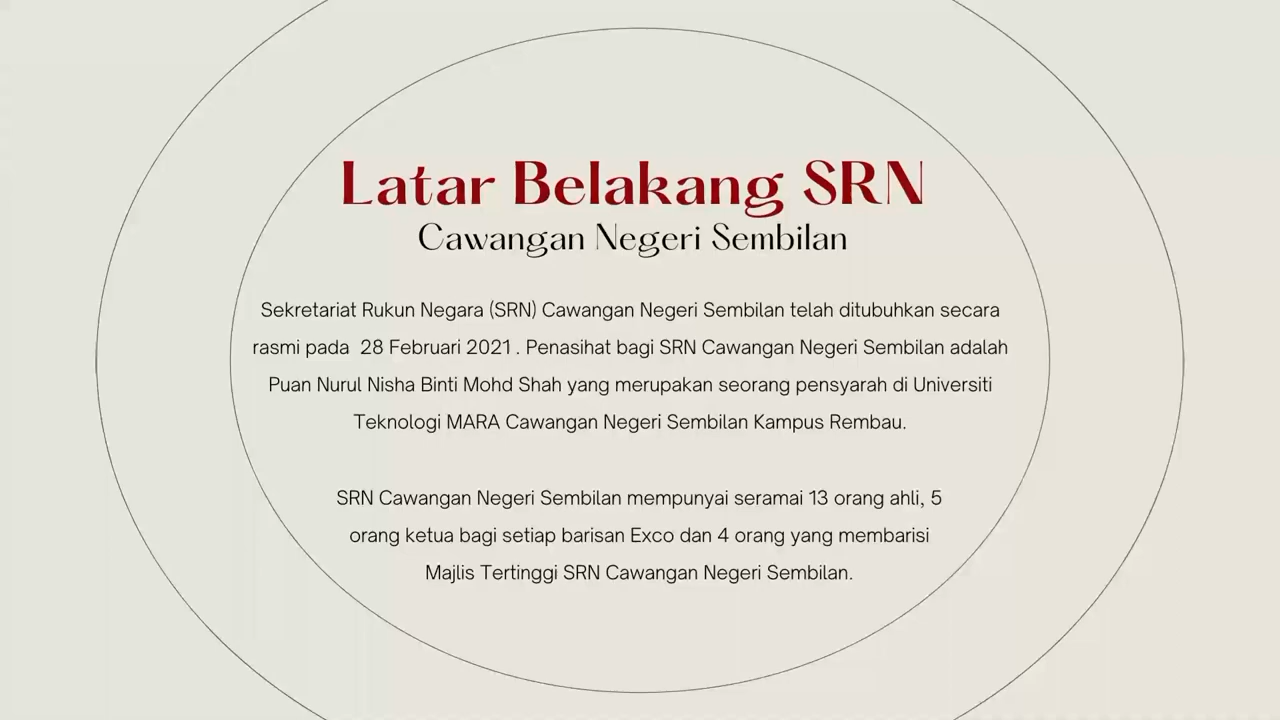 Latar Belakang SRN
Cawangan Negeri Sembilan
Sekretariat Rukun Negara (SRN) Cawangan Negeri Sembilan telah ditubuhkan secara
rasmi pada  28 Februari 2021 . Penasihat bagi SRN Cawangan Negeri Sembilan adalah
Puan Nurul Nisha Binti Mohd Shah yang merupakan seorang pensyarah di Universiti
Teknologi MARA Cawangan Negeri Sembilan Kampus Rembau.
SRN Cawangan Negeri Sembilan mempunyai seramai 13 orang ahli, 5
orang ketua bagi setiap barisan Exco dan 4 orang yang membarisi
Majlis Tertinggi SRN Cawangan Negeri Sembilan.